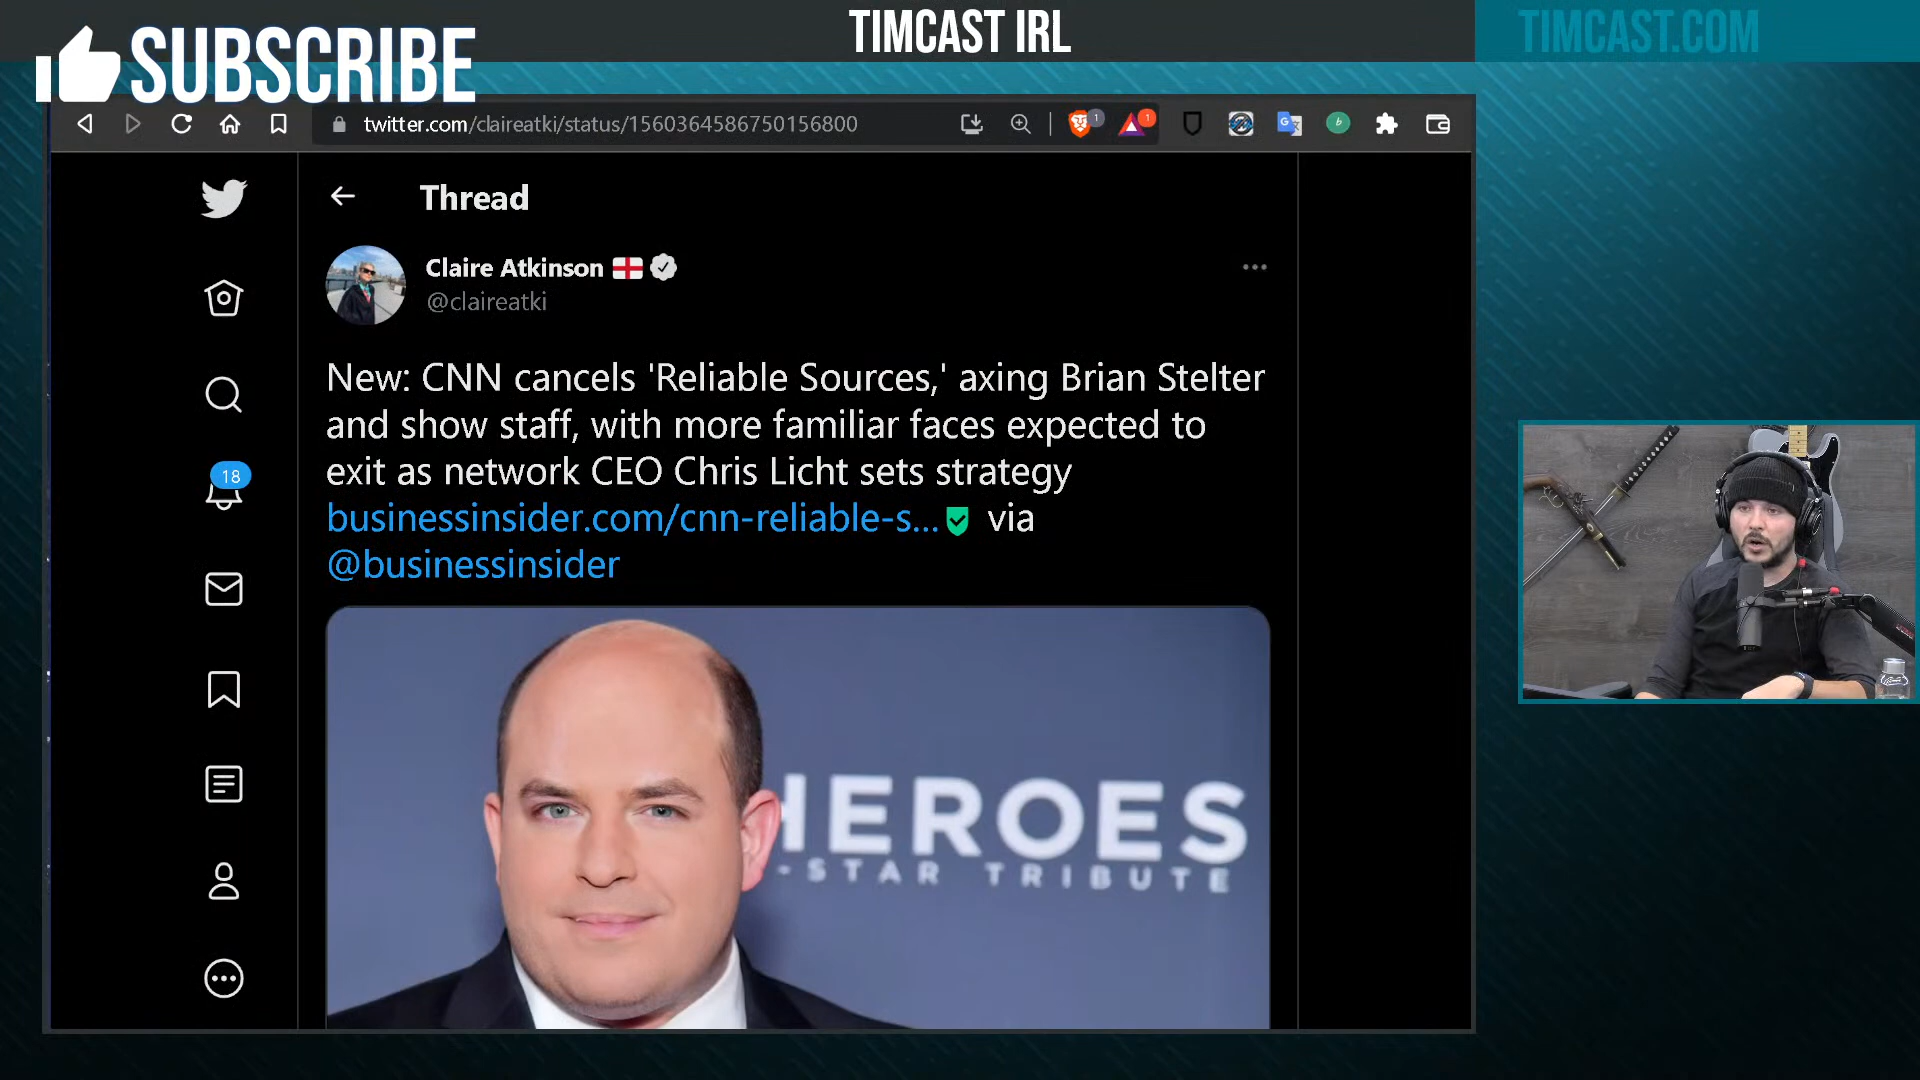 TIMCAST IRL
TIMCAST.COM
SUBSCRIBE
twitter.com/claireatki/status/1560364586750156800
1
1
b
Thread
Claire Atkinson
@claireatki
New: CNN cancels 'Reliable Sources,' axing Brian Stelter
and show staff, with more familiar faces expected to
exit as network CEO Chris Licht sets strategy
businessinsider.com/cnn-reliable-s... via
@businessinsider
18
HEROES
-STAR TRIBUTE